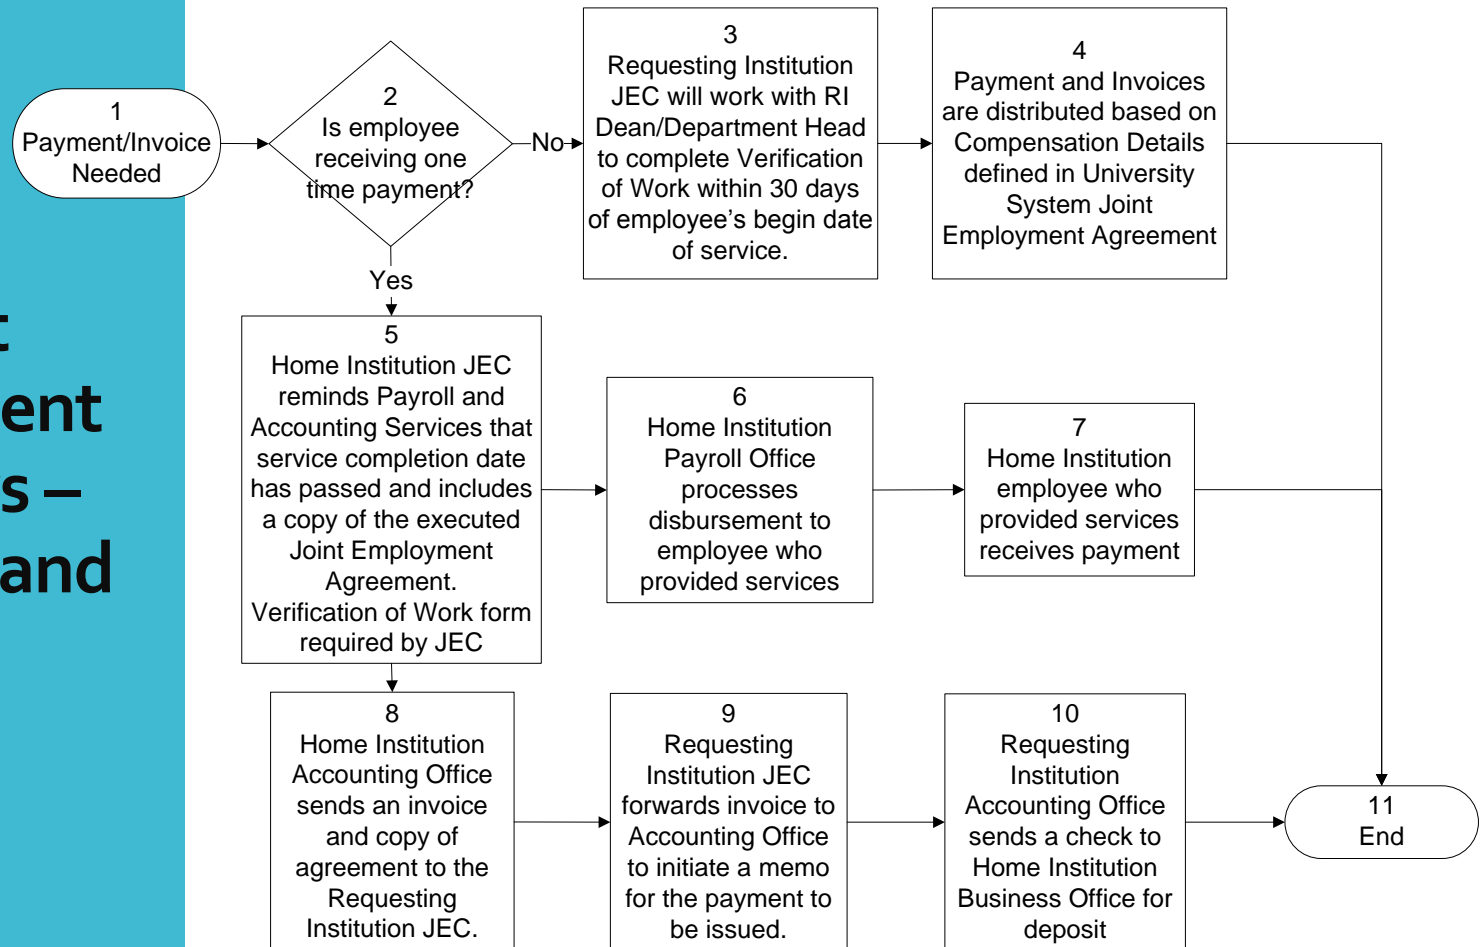 t
ent
s –
and
1
Payment/Invoice
Needed
2
Is employee
receiving one
time payment?
No
Yes
3
Requesting Institution
JEC will work with RI
Dean/Department Head
to complete Verification
of Work within 30 days
of employee’s begin date
of service.
4
Payment and Invoices
are distributed based on
Compensation Details
defined in University
System Joint
Employment Agreement
5
Home Institution JEC
reminds Payroll and
Accounting Services that
service completion date
has passed and includes
a copy of the executed
Joint Employment
Agreement.
Verification of Work form
required by JEC
6
Home Institution
Payroll Office
processes
disbursement to
employee who
provided services
7
Home Institution
employee who
provided services
receives payment
8
Home Institution
Accounting Office
sends an invoice
and copy of
agreement to the
Requesting
Institution JEC.
9
Requesting
Institution JEC
forwards invoice to
Accounting Office
to initiate a memo
for the payment to
be issued.
10
Requesting
Institution
Accounting Office
sends a check to
Home Institution
Business Office for
deposit
11
End